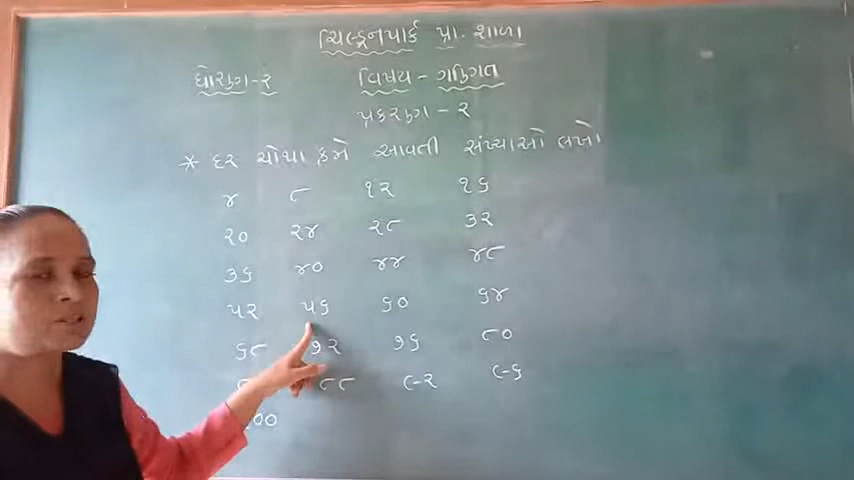 ચિલ્ડ્રનપાર્ક પ્રા. શાળા
ધોરણ-૨ વિષય - ગણિત
પ્રકરણ - ૨
* દર ચોથા ક્રમે આવતી સંખ્યાઓ લખો
૪ ૮ ૧૨ ૧૬
૨૦ ૨૪ ૨૮ ૩૨
૩૬ ૪૦ ૪૪ ૪૮
૫૨ ૫૬ ૬૦ ૬૪
૬૮ ૭૨ ૭૬ ૮૦
૮૮ ૯૨ ૯૬